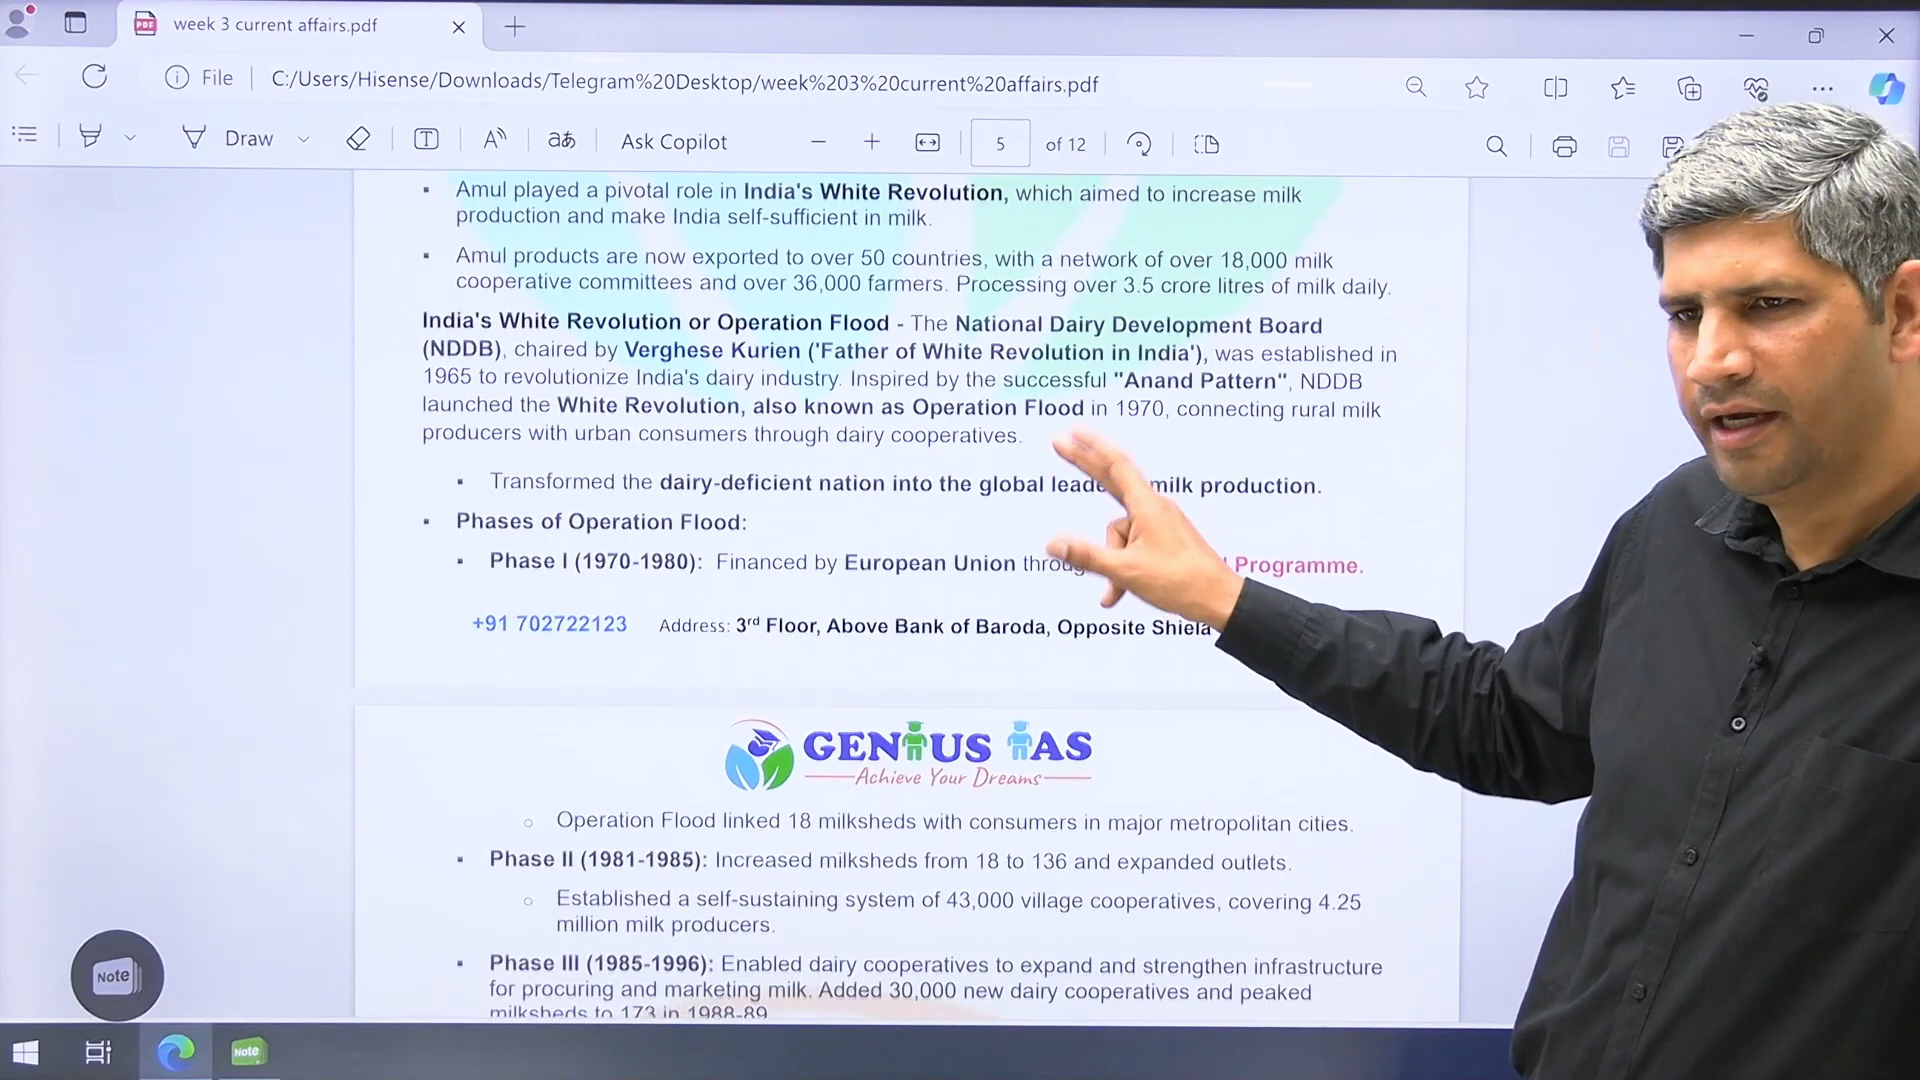 week 3 current affairs.pdf
File
C:/Users/Hisense/Downloads/Telegram%20Desktop/week%203%20current%20affairs.pdf
Draw
Ask Copilot
5 of 12
Amul played a pivotal role in India's White Revolution, which aimed to increase milk
production and make India self-sufficient in milk.
Amul products are now exported to over 50 countries, with a network of over 18,000 milk
cooperative committees and over 36,000 farmers. Processing over 3.5 crore litres of milk daily.
India's White Revolution or Operation Flood - The National Dairy Development Board
(NDDB), chaired by Verghese Kurien ('Father of White Revolution in India'), was established in
1965 to revolutionize India's dairy industry. Inspired by the successful "Anand Pattern", NDDB
launched the White Revolution, also known as Operation Flood in 1970, connecting rural milk
producers with urban consumers through dairy cooperatives.
Transformed the dairy-deficient nation into the global milk production.
Phases of Operation Flood:
Phase I (1970-1980): Financed by European Union Programme.
+91 702722123 Address: 3rd Floor, Above Bank of Baroda, Opposite Shiela
GENIUS IAS
Achieve Your Dreams
Operation Flood linked 18 milksheds with consumers in major metropolitan cities.
Phase II (1981-1985): Increased milksheds from 18 to 136 and expanded outlets.
Established a self-sustaining system of 43,000 village cooperatives, covering 4.25
million milk producers.
Phase III (1985-1996): Enabled dairy cooperatives to expand and strengthen infrastructure
for procuring and marketing milk. Added 30,000 new dairy cooperatives and peaked
milksheds to 173 in 1988-89
Note
Note